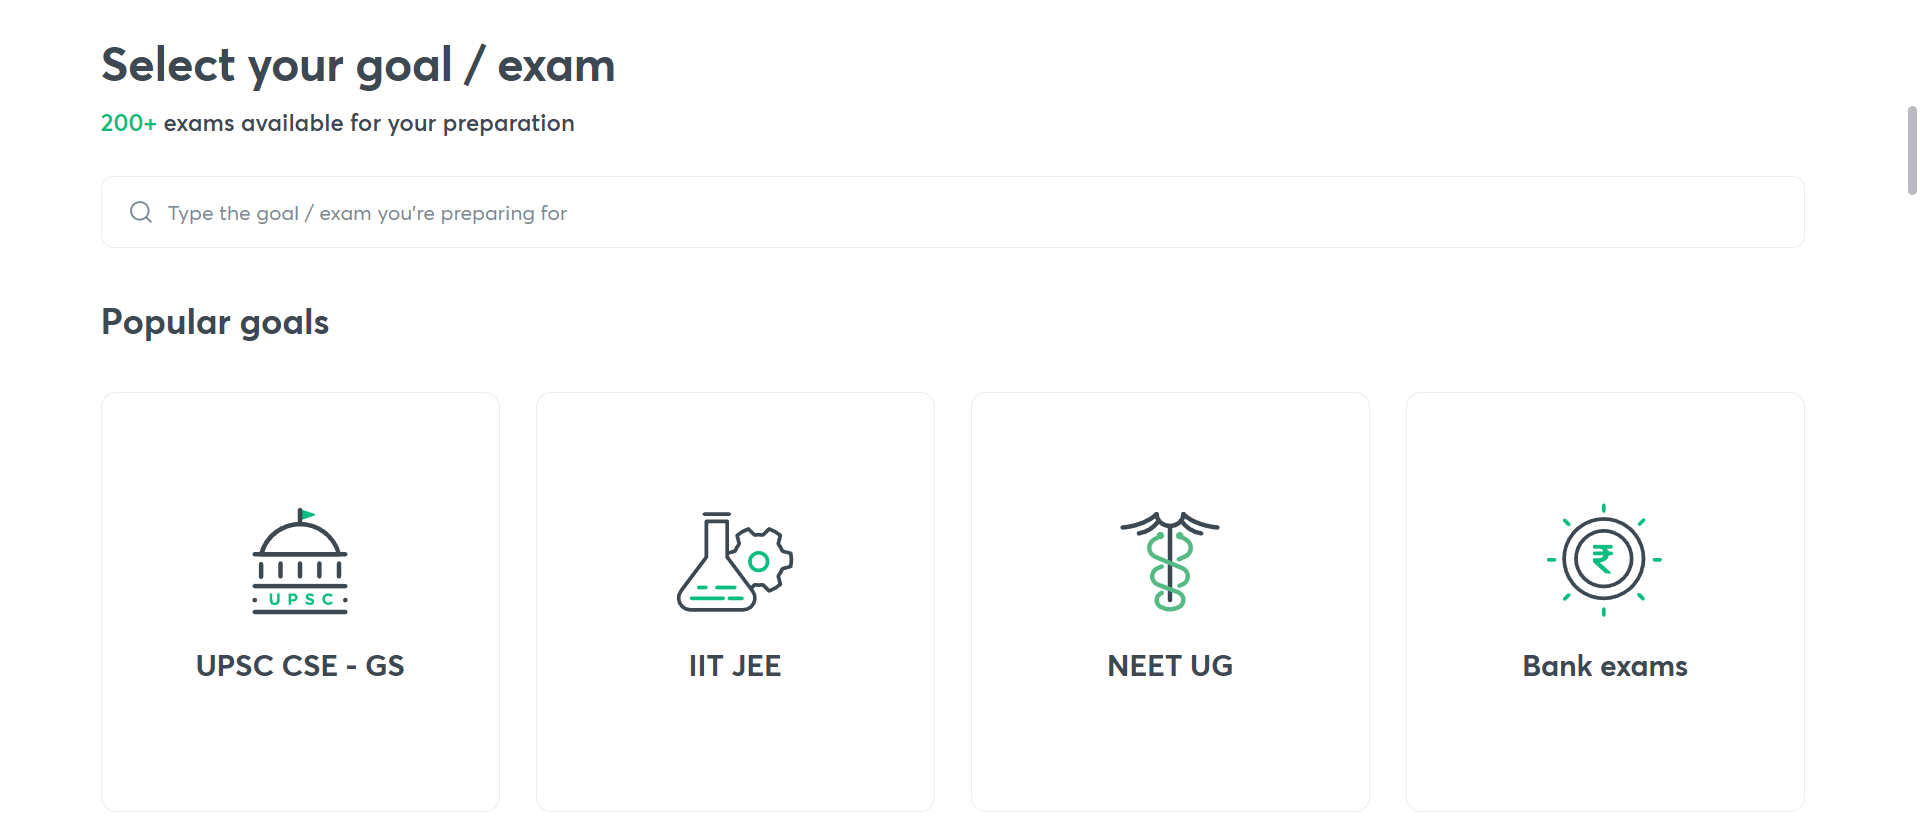 Select your goal / exam
200+ exams available for your preparation
Type the goal / exam you're preparing for
Popular goals
UPSC
₹
UPSC CSE - GS
IIT JEE
NEET UG
Bank exams